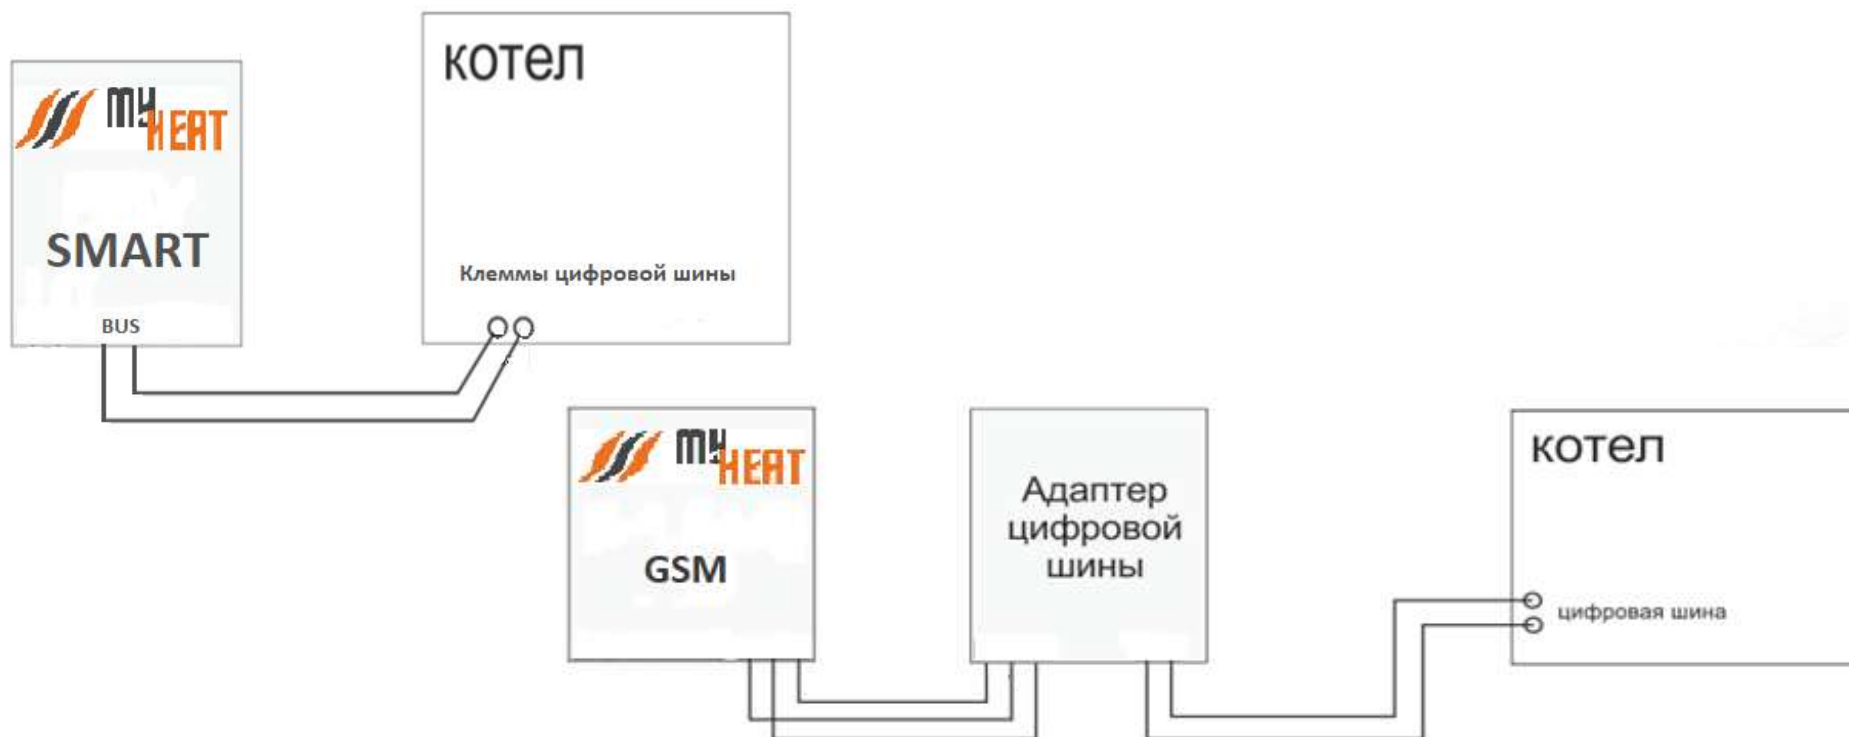 my
HEAT
SMART
BUS
котел
Клеммы цифровой шины
my
HEAT
GSM
Адаптер
цифровой
шины
котел
цифровая шина